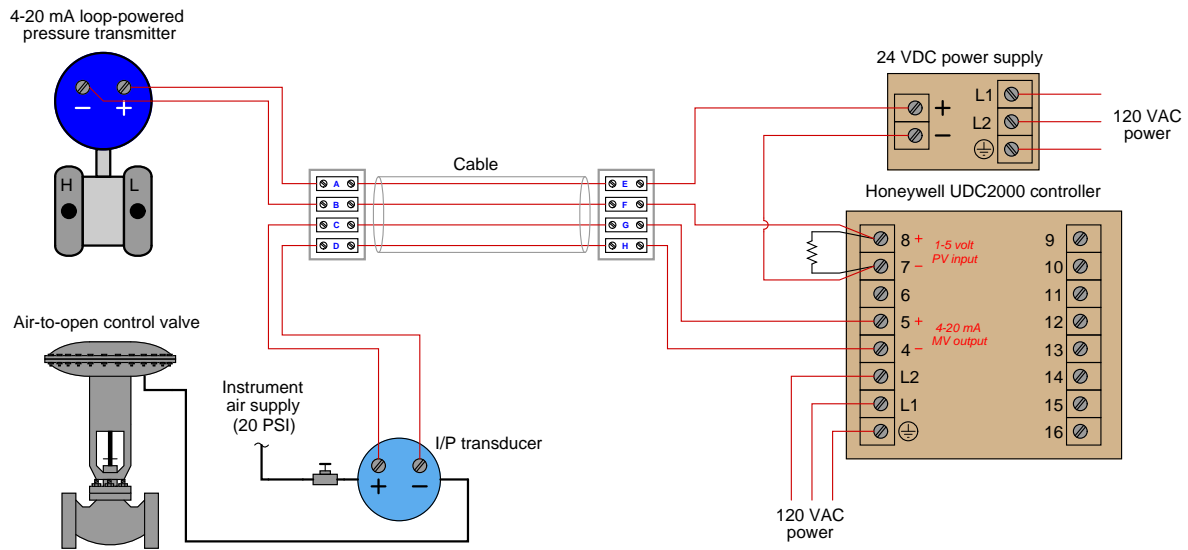 4-20 mA loop-powered
pressure transmitter
− +
H L
Cable
A
B
C
D
E
F
G
H
24 VDC power supply
+
−
L1
L2
120 VAC
power
Honeywell UDC2000 controller
8 +
7 −
1-5 volt
PV input
6
5 +
4 −
4-20 mA
MV output
L2
L1
9
10
11
12
13
14
15
16
120 VAC
power
Air-to-open control valve
Instrument
air supply
(20 PSI)
I/P transducer
+ −